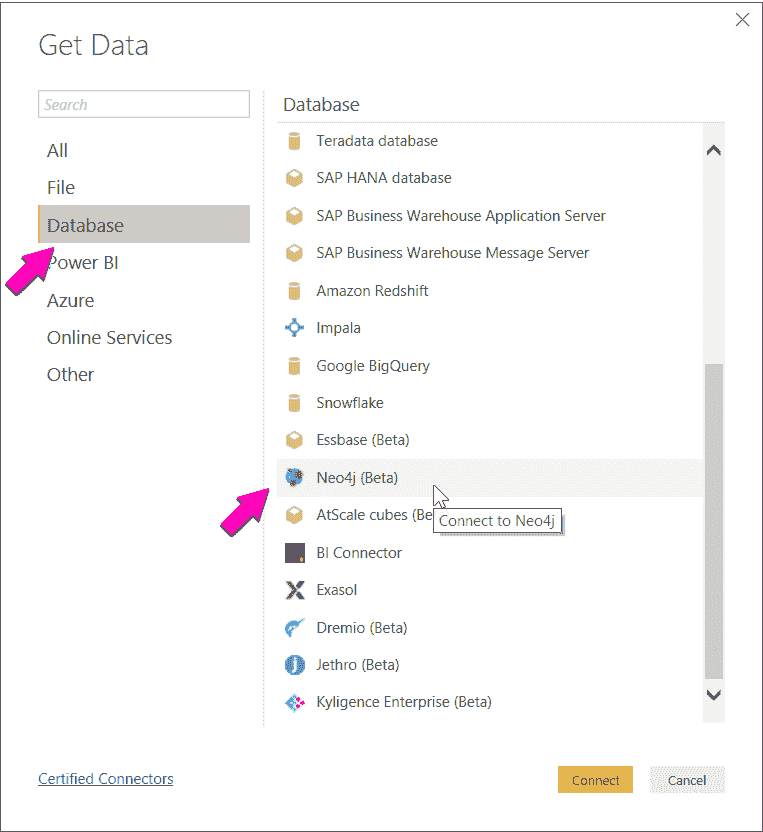 Get Data
Search
All
File
Database
Power BI
Azure
Online Services
Other
Database
Teradata database
SAP HANA database
SAP Business Warehouse Application Server
SAP Business Warehouse Message Server
Amazon Redshift
Impala
Google BigQuery
Snowflake
Essbase (Beta)
Neo4j (Beta)
AtScale cubes (Be
Connect to Neo4j
BI Connector
Exasol
Dremio (Beta)
Jethro (Beta)
Kyligence Enterprise (Beta)
Certified Connectors
Connect
Cancel